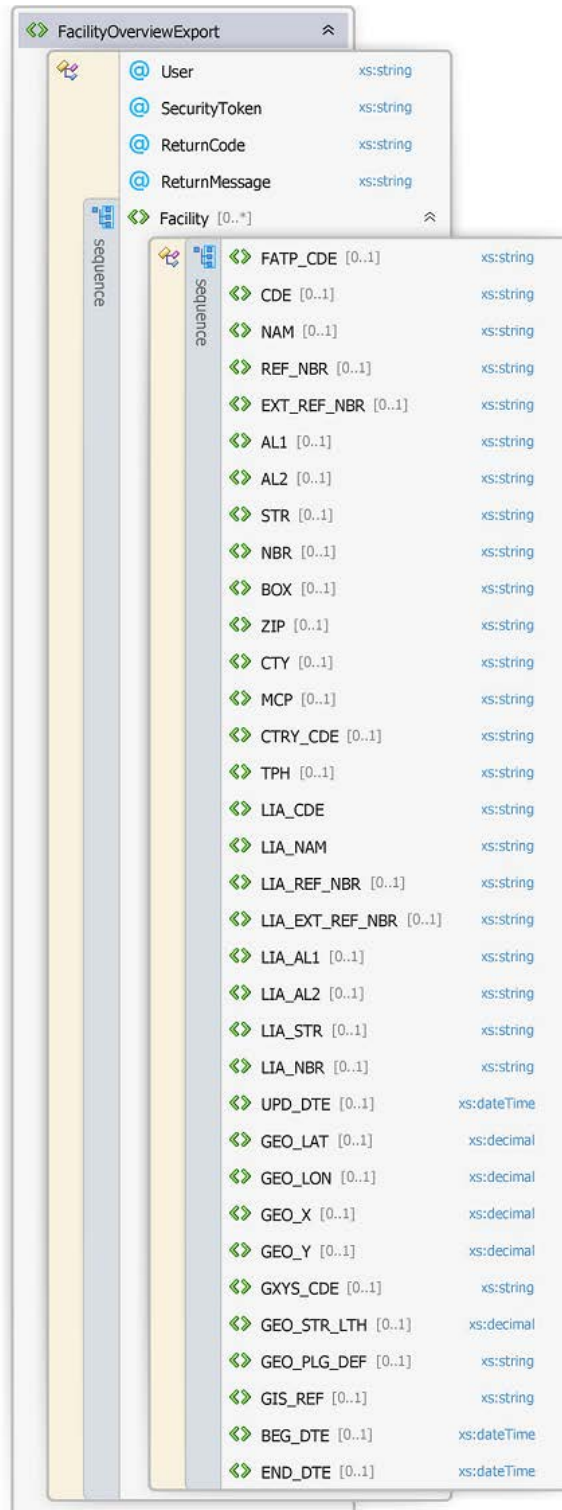 FacilityOverviewExport
@ User xs:string
@ SecurityToken xs:string
@ ReturnCode xs:string
@ ReturnMessage xs:string
sequence
Facility [0..*]
sequence
FATP_CDE [0..1] xs:string
CDE [0..1] xs:string
NAM [0..1] xs:string
REF_NBR [0..1] xs:string
EXT_REF_NBR [0..1] xs:string
AL1 [0..1] xs:string
AL2 [0..1] xs:string
STR [0..1] xs:string
NBR [0..1] xs:string
BOX [0..1] xs:string
ZIP [0..1] xs:string
CTY [0..1] xs:string
MCP [0..1] xs:string
CTRY_CDE [0..1] xs:string
TPH [0..1] xs:string
LIA_CDE xs:string
LIA_NAM xs:string
LIA_REF_NBR [0..1] xs:string
LIA_EXT_REF_NBR [0..1] xs:string
LIA_AL1 [0..1] xs:string
LIA_AL2 [0..1] xs:string
LIA_STR [0..1] xs:string
LIA_NBR [0..1] xs:string
UPD_DTE [0..1] xs:dateTime
GEO_LAT [0..1] xs:decimal
GEO_LON [0..1] xs:decimal
GEO_X [0..1] xs:decimal
GEO_Y [0..1] xs:decimal
GXYS_CDE [0..1] xs:string
GEO_STR_LTH [0..1] xs:decimal
GEO_PLG_DEF [0..1] xs:string
GIS_REF [0..1] xs:string
BEG_DTE [0..1] xs:dateTime
END_DTE [0..1] xs:dateTime